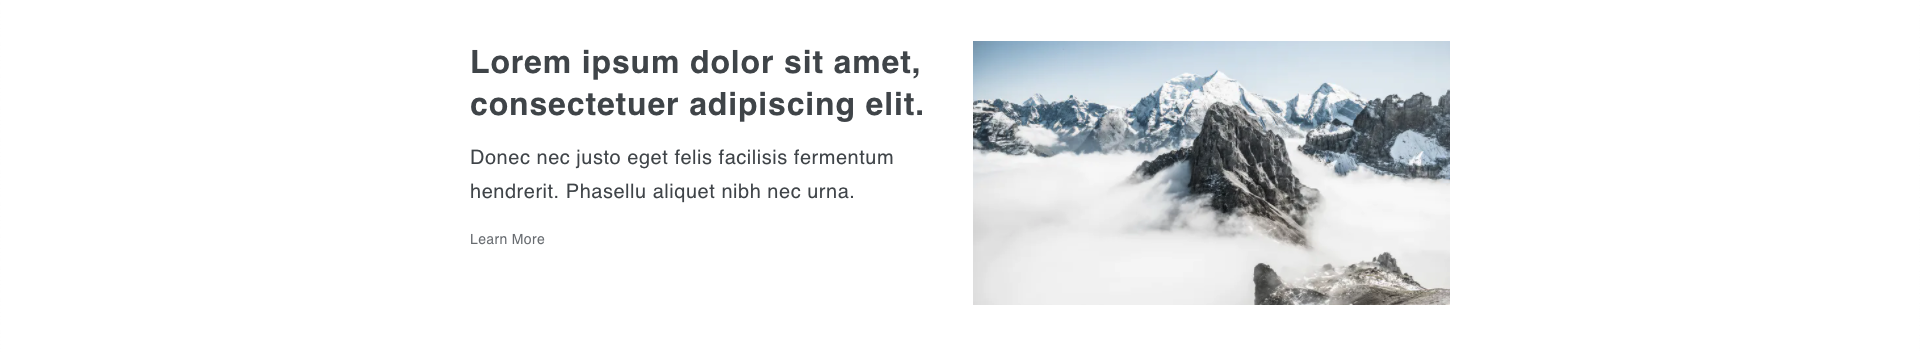 Lorem ipsum dolor sit amet,
consectetuer adipiscing elit.
Donec nec justo eget felis facilisis fermentum
hendrerit. Phasellu aliquet nibh nec urna.
Learn More